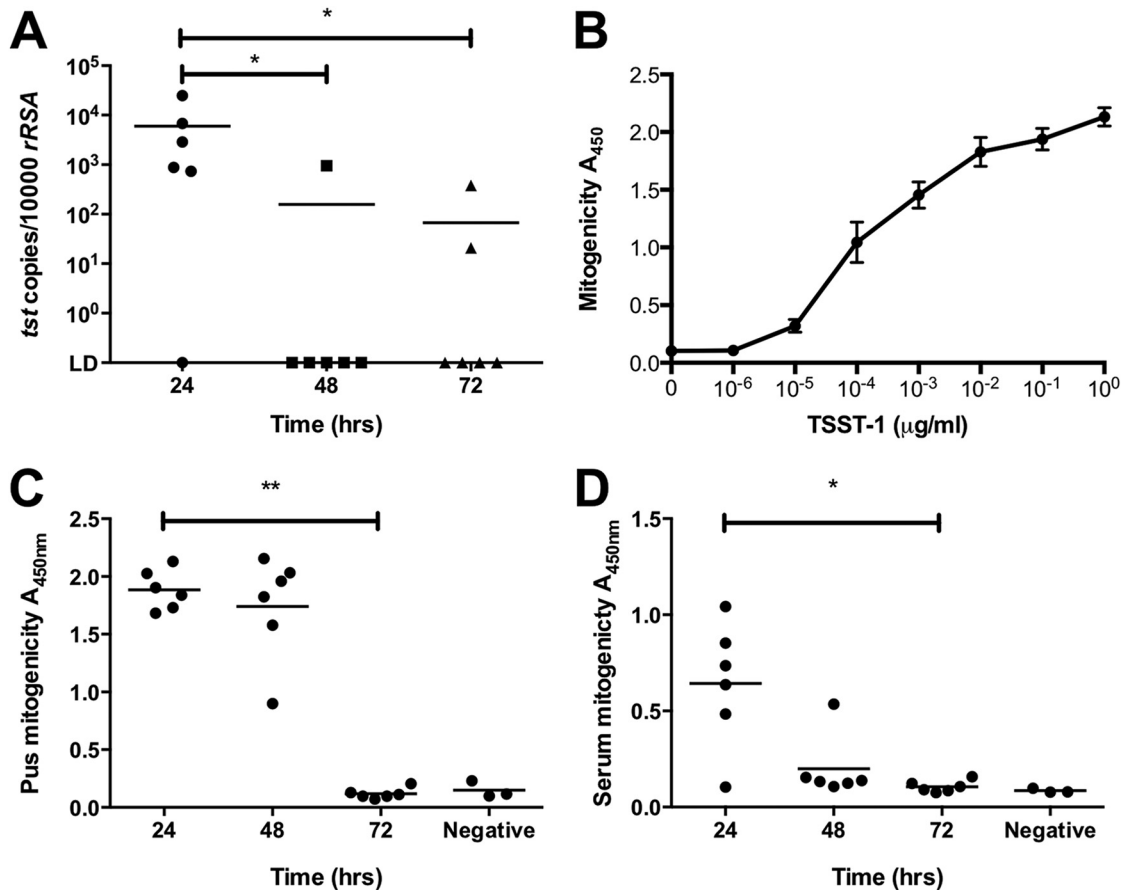 A
*
*
10⁵
10⁴
10³
10²
10¹
10⁰
LD
tst copies/10000 rRSA
24 48 72
Time (hrs)
B
2.5
2.0
1.5
1.0
0.5
0.0
Mitogenicity A₄₅₀
0 10⁻⁶ 10⁻⁵ 10⁻⁴ 10⁻³ 10⁻² 10⁻¹ 10⁰
TSST-1 (μg/ml)
C
**
2.5
2.0
1.5
1.0
0.5
0.0
Pus mitogenicity A₄₅₀ₙₘ
24 48 72 Negative
Time (hrs)
D
*
1.5
1.0
0.5
0.0
Serum mitogenicty A₄₅₀ₙₘ
24 48 72 Negative
Time (hrs)